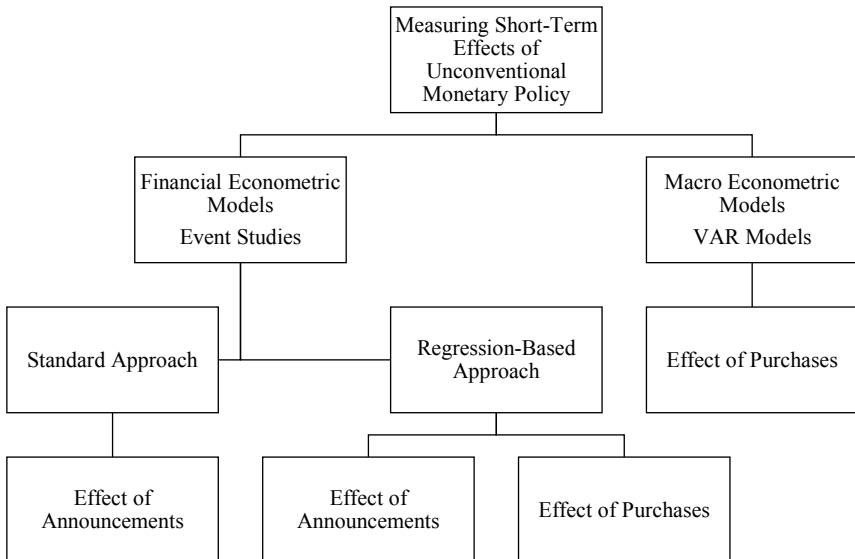 Measuring Short-Term
Effects of
Unconventional
Monetary Policy
Financial Econometric
Models
Event Studies
Macro Econometric
Models
VAR Models
Standard Approach
Regression-Based
Approach
Effect of Purchases
Effect of
Announcements
Effect of
Announcements
Effect of Purchases